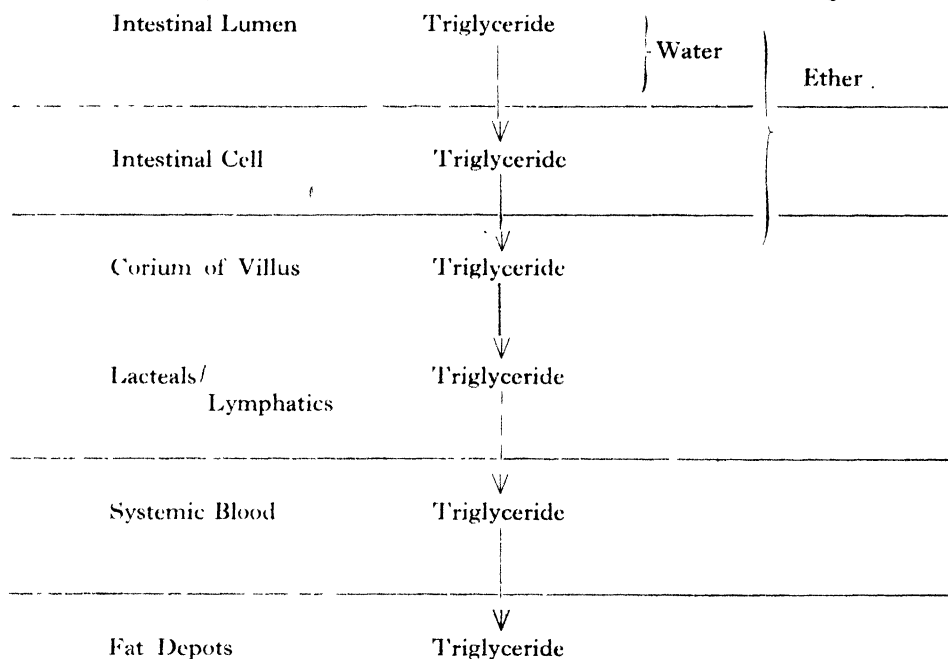 Intestinal Lumen Triglyceride Water
Ether
Intestinal Cell Triglyceride
Corium of Villus Triglyceride
Lacteals/ Triglyceride
Lymphatics
Systemic Blood Triglyceride
Fat Depots Triglyceride